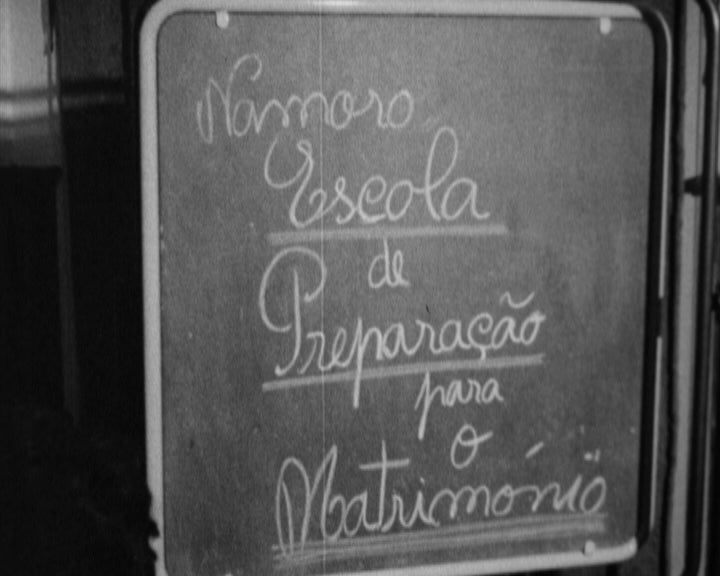 Namoro
Escola
de
Preparação
para
o
Matrimónio